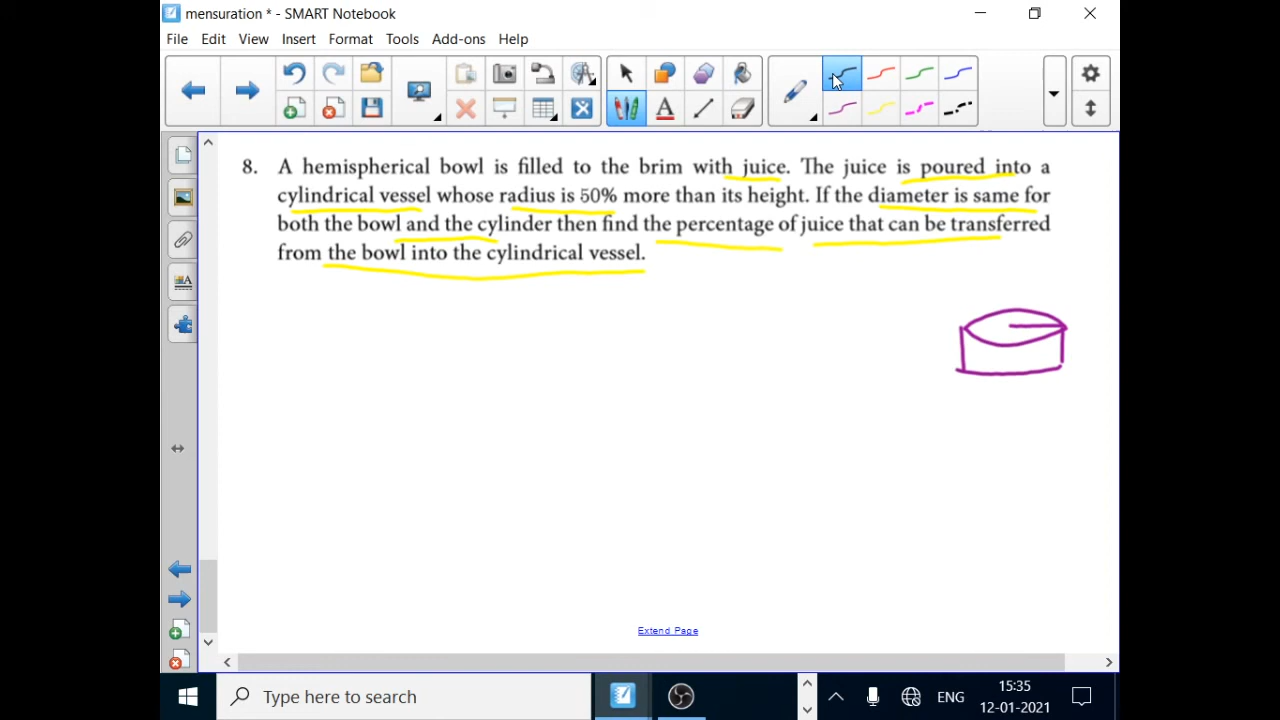 mensuration * - SMART Notebook
File Edit View Insert Format Tools Add-ons Help
8. A hemispherical bowl is filled to the brim with juice. The juice is poured into a
cylindrical vessel whose radius is 50% more than its height. If the diameter is same for
both the bowl and the cylinder then find the percentage of juice that can be transferred
from the bowl into the cylindrical vessel.
Extend Page
Type here to search
ENG
15:35
12-01-2021